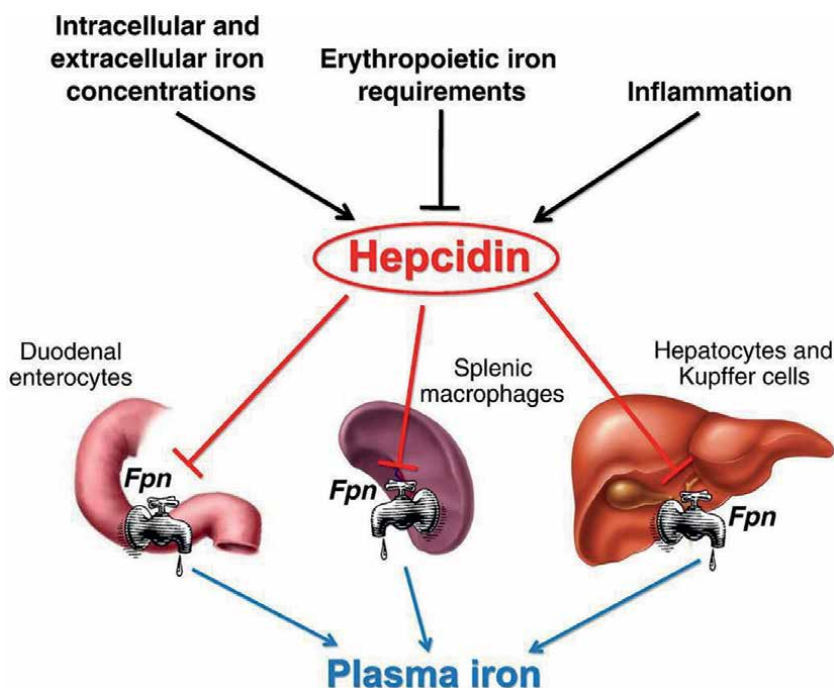 Intracellular and
extracellular iron
concentrations
Erythropoietic iron
requirements
Inflammation
Hepcidin
Duodenal
enterocytes
Splenic
macrophages
Hepatocytes and
Kupffer cells
Fpn
Fpn
Fpn
Plasma iron